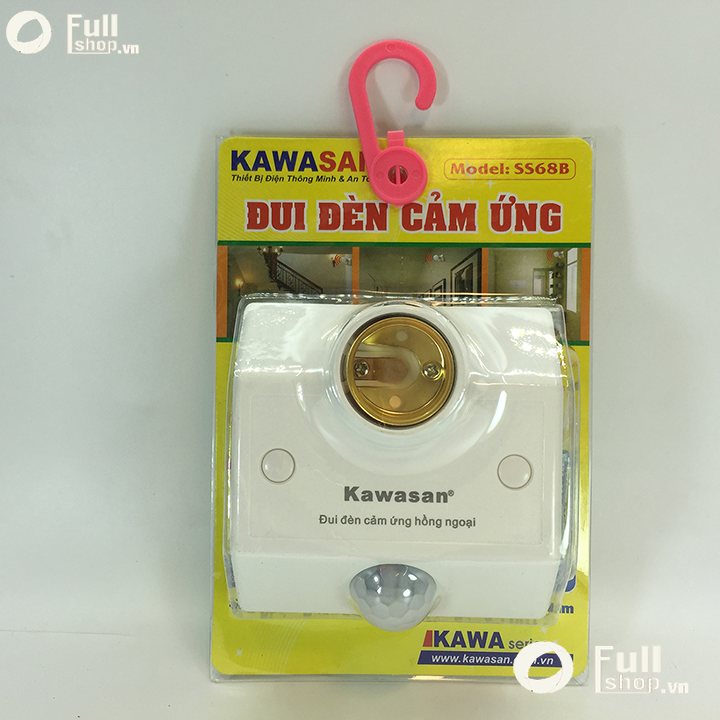 Full
shop.vn
KAWASAN
Model: SS68B
Thiết Bị Điện Thông Minh & An
ĐUI ĐÈN CẢM ỨNG
Kawasan®
Đui đèn cảm ứng hồng ngoại
KAWA
www.kawasan.
.vn
Full
shop.vn